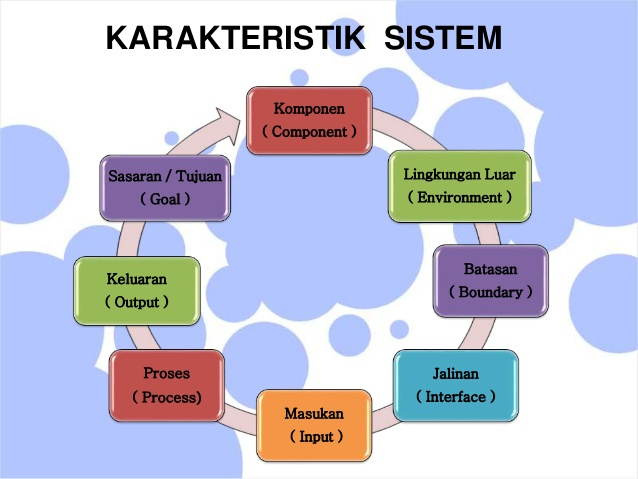 KARAKTERISTIK SISTEM
Komponen
( Component )
Lingkungan Luar
( Environment )
Batasan
( Boundary )
Jalinan
( Interface )
Masukan
( Input )
Proses
( Process)
Keluaran
( Output )
Sasaran / Tujuan
( Goal )